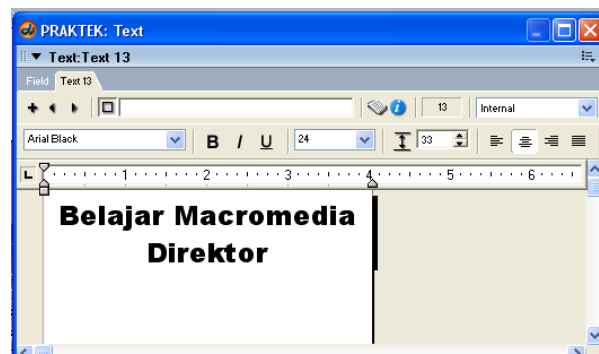 PRAKTEK: Text
Text:Text 13
Field Text 13
13 Internal
Arial Black B I U 24 33
L 1 2 3 4 5 6
Belajar Macromedia
Direktor